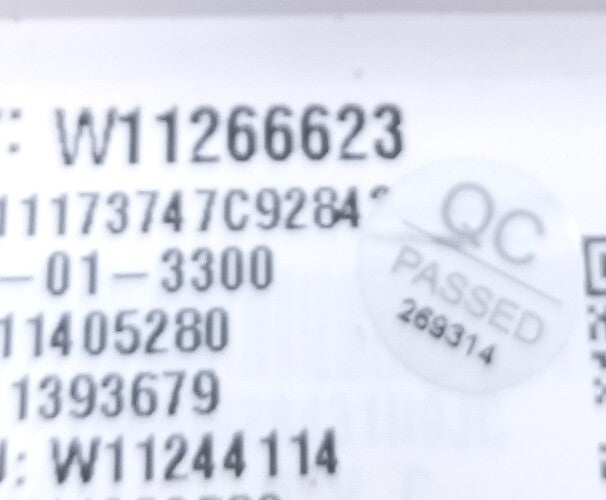 : W11266623
11173747C9284
-01-3300
11405280
1393679
: W11244114
QC
PASSED
269314